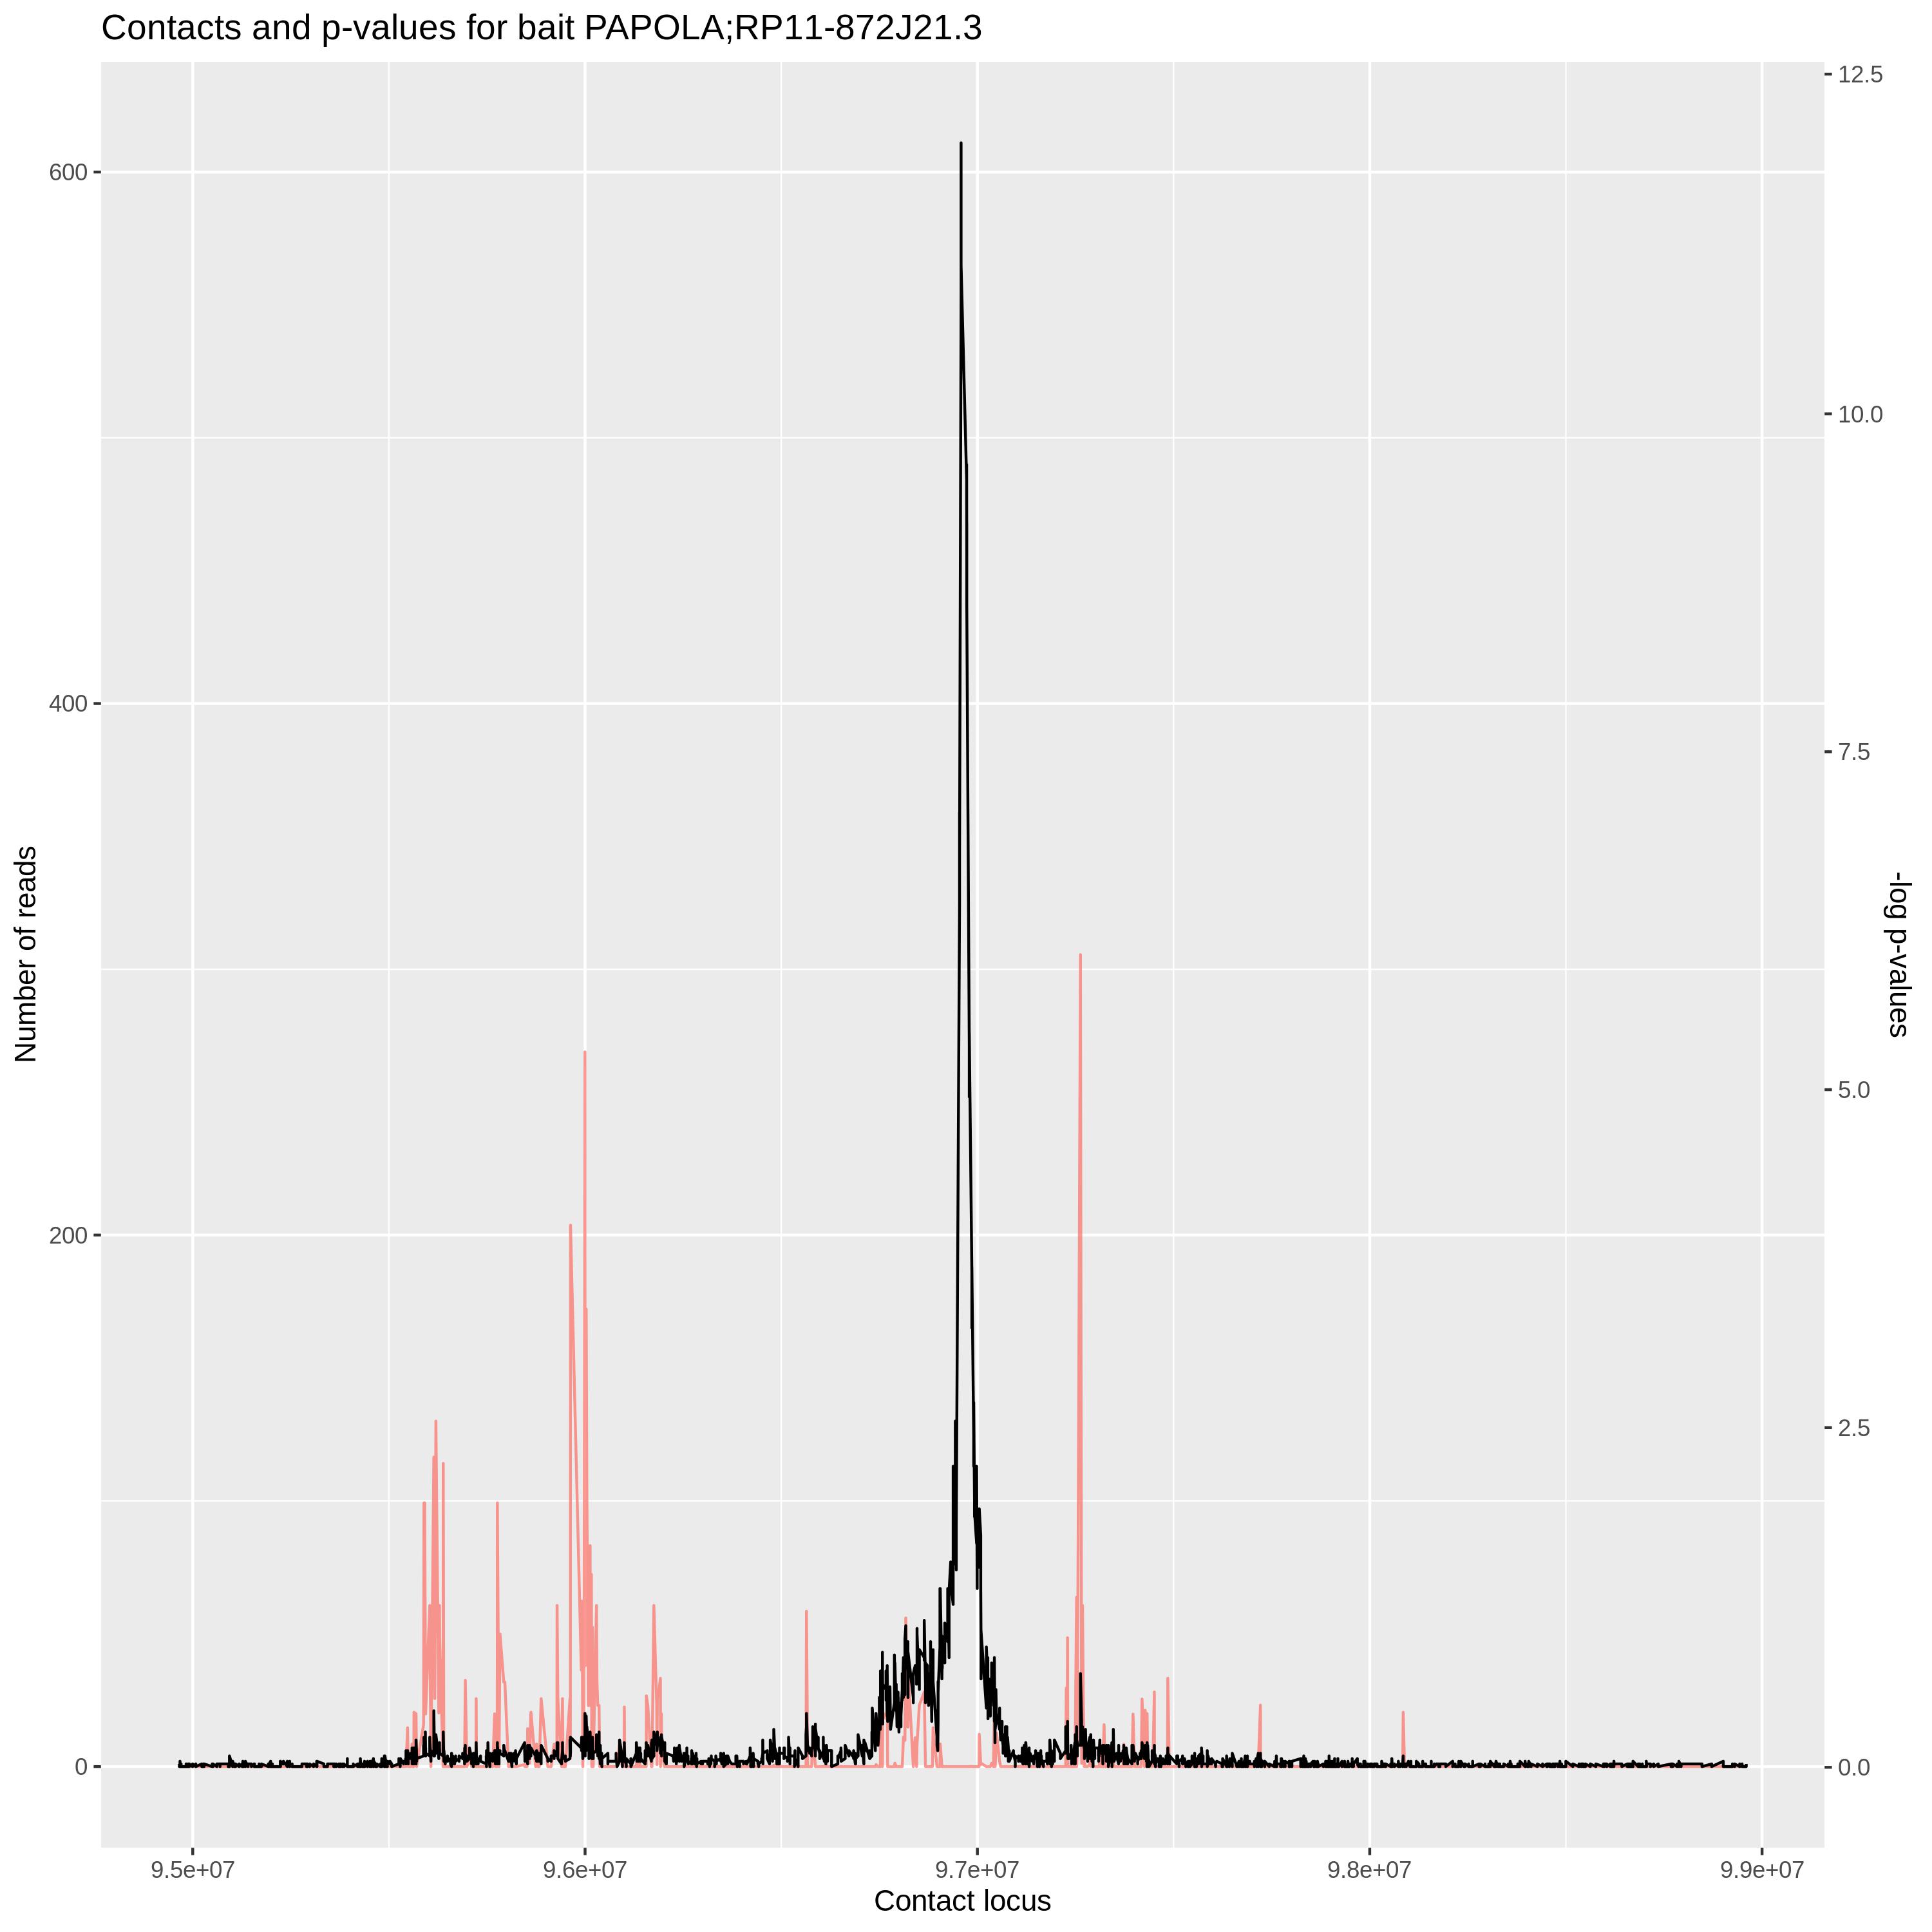 Contacts and p-values for bait PAPOLA;RP11-872J21.3
12.5
600
10.0
400
7.5
Number of reads
-log p-values
5.0
200
2.5
0
0.0
9.5e+07 9.6e+07 9.7e+07 9.8e+07 9.9e+07
Contact locus